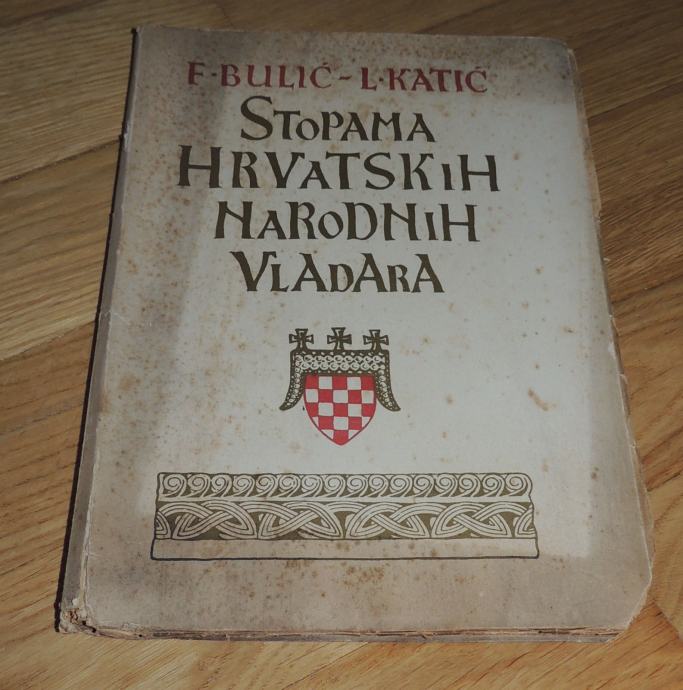 F·BULIĆ-L·KATIĆ
SToPAMA
HRVaTSKiH
NaRoDNiH
VLADARA